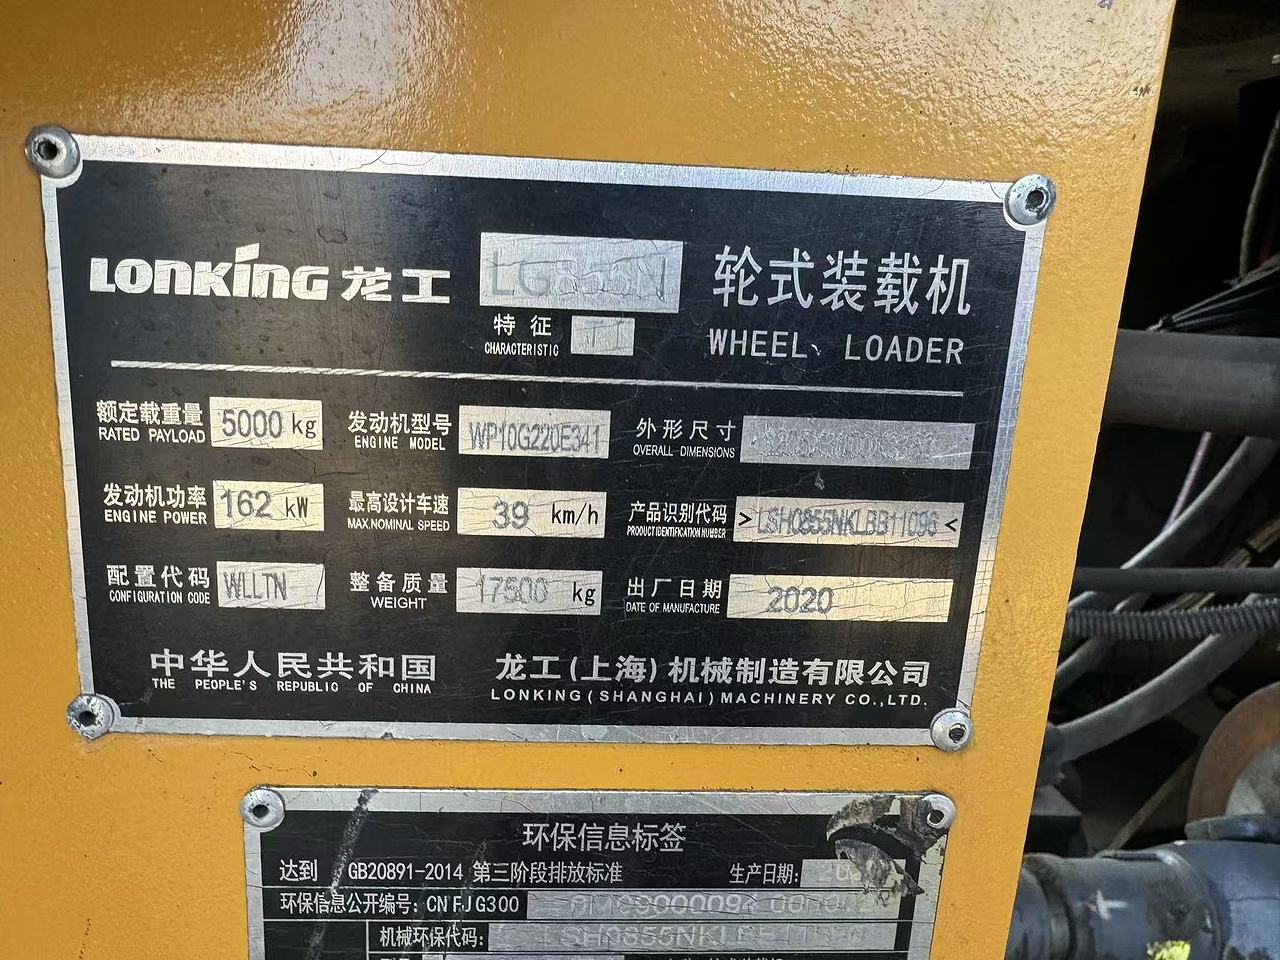 LONKING 龙工 轮式装载机
特征
CHARACTERISTIC
WHEEL LOADER
额定载重量 5000 kg 发动机型号 WP10G220E341 外形尺寸
RATED PAYLOAD ENGINE MODEL OVERALL DIMENSIONS
发动机功率 162 kW 最高设计车速 39 km/h 产品识别代码
ENGINE POWER MAX.NOMINAL SPEED PRODUCT IDENTIFICATION NUMBER
配置代码 WLLTN 整备质量 17500 kg 出厂日期 2020
CONFIGURATION CODE WEIGHT DATE OF MANUFACTURE
中华人民共和国 龙工(上海)机械制造有限公司
THE PEOPLE'S REPUBLIC OF CHINA LONKING(SHANGHAI)MACHINERY CO.,LTD.
环保信息标签
达到 GB20891-2014 第三阶段排放标准 生产日期:
环保信息公开编号: CN FJ G300
机械环保代码: